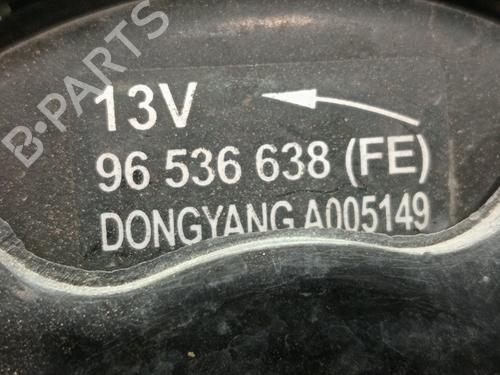 B-PARTS
13V
96 536 638 (FE)
DONGYANG A005149